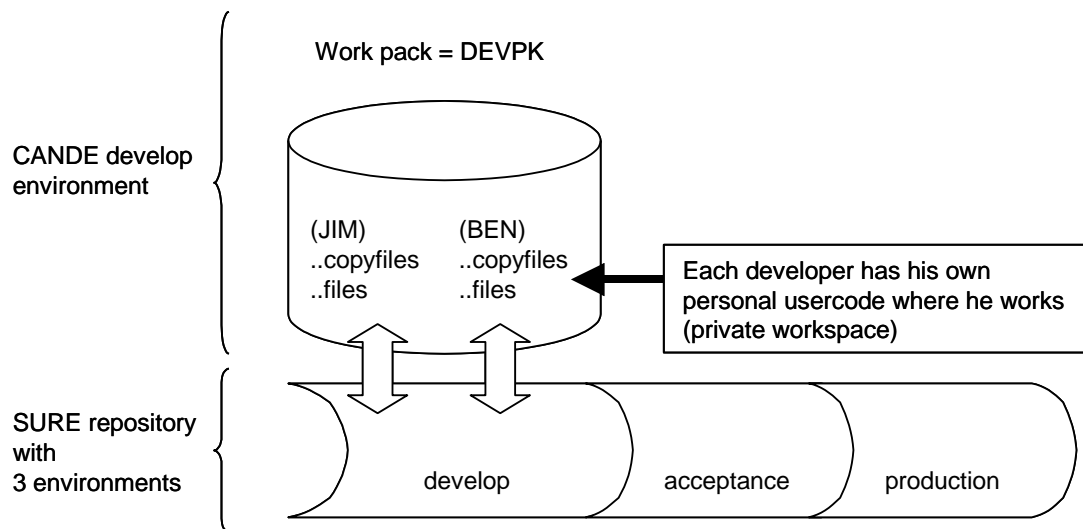 Work pack = DEVPK
CANDE develop
environment
(JIM)
..copyfiles
..files
(BEN)
..copyfiles
..files
Each developer has his own
personal usercode where he works
(private workspace)
SURE repository
with
3 environments
develop
acceptance
production